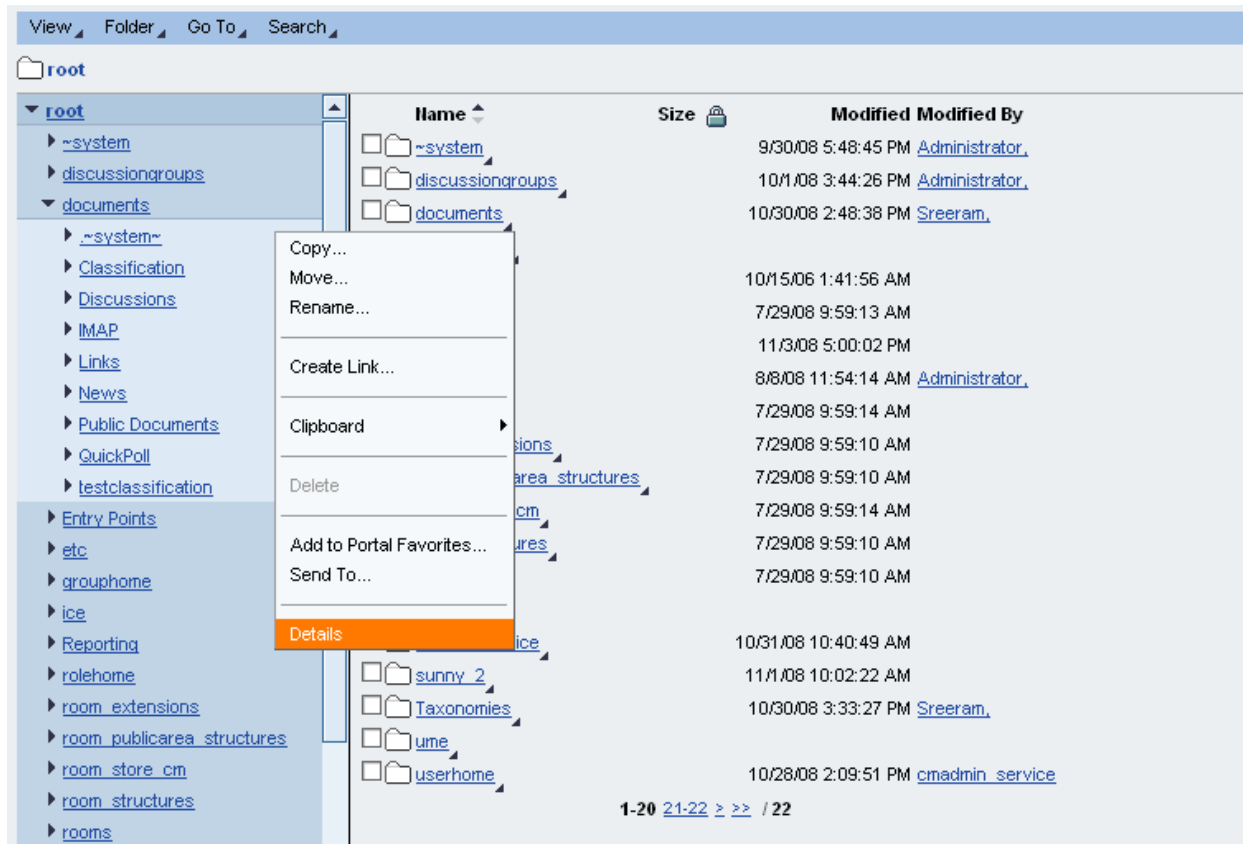 View Folder Go To Search
root
root
~system
discussiongroups
documents
.~system~
Classification
Discussions
IMAP
Links
News
Public Documents
QuickPoll
testclassification
Entry Points
etc
grouphome
ice
Reporting
rolehome
room_extensions
room_publicarea_structures
room_store_cm
room_structures
rooms
Name Size Modified Modified By
~system 9/30/08 5:48:45 PM Administrator,
discussiongroups 10/1/08 3:44:26 PM Administrator,
documents 10/30/08 2:48:38 PM Sreeram,
10/15/06 1:41:56 AM
7/29/08 9:59:13 AM
11/3/08 5:00:02 PM
8/8/08 11:54:14 AM Administrator,
7/29/08 9:59:14 AM
sions 7/29/08 9:59:10 AM
area_structures 7/29/08 9:59:10 AM
cm 7/29/08 9:59:14 AM
ures 7/29/08 9:59:10 AM
7/29/08 9:59:10 AM
ice 10/31/08 10:40:49 AM
sunny_2 11/1/08 10:02:22 AM
Taxonomies 10/30/08 3:33:27 PM Sreeram,
ume
userhome 10/28/08 2:09:51 PM cmadmin_service
1-20 21-22 > >> / 22
Copy...
Move...
Rename...
Create Link...
Clipboard
Delete
Add to Portal Favorites...
Send To...
Details